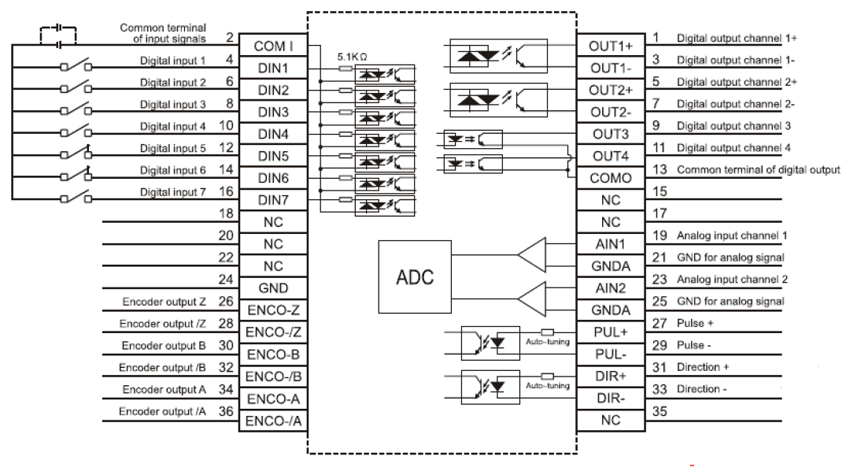 Common terminal
of input signals 2 COM I
Digital input 1 4 DIN1
Digital input 2 6 DIN2
Digital input 3 8 DIN3
Digital input 4 10 DIN4
Digital input 5 12 DIN5
Digital input 6 14 DIN6
Digital input 7 16 DIN7
18 NC
20 NC
22 NC
24 GND
Encoder output Z 26 ENCO-Z
Encoder output /Z 28 ENCO-/Z
Encoder output B 30 ENCO-B
Encoder output /B 32 ENCO-/B
Encoder output A 34 ENCO-A
Encoder output /A 36 ENCO-/A
5.1KΩ
ADC
Auto-tuning
Auto-tuning
OUT1+ 1 Digital output channel 1+
OUT1- 3 Digital output channel 1-
OUT2+ 5 Digital output channel 2+
OUT2- 7 Digital output channel 2-
OUT3 9 Digital output channel 3
OUT4 11 Digital output channel 4
COMO 13 Common terminal of digital output
NC 15
NC 17
AIN1 19 Analog input channel 1
GNDA 21 GND for analog signal
AIN2 23 Analog input channel 2
GNDA 25 GND for analog signal
PUL+ 27 Pulse +
PUL- 29 Pulse -
DIR+ 31 Direction +
DIR- 33 Direction -
NC 35